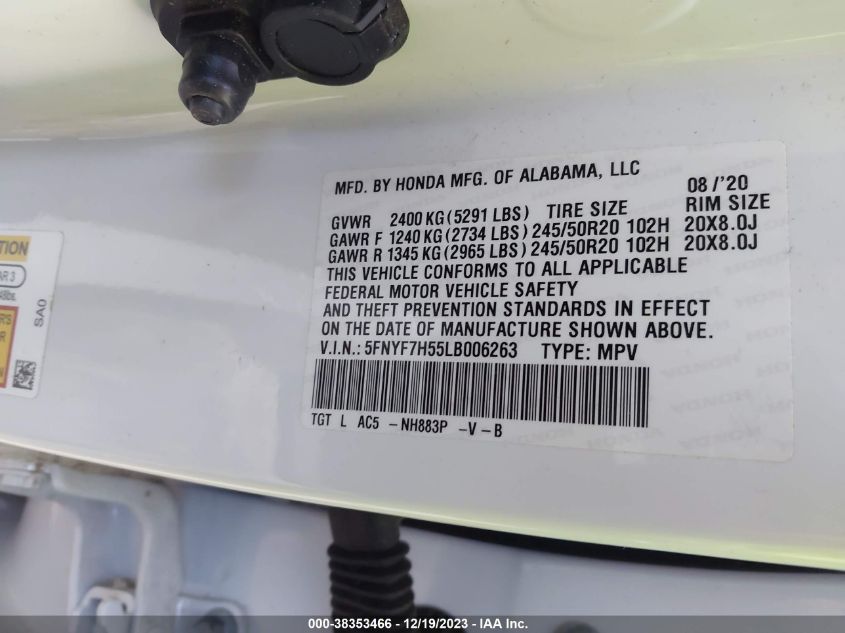 MFD. BY HONDA MFG. OF ALABAMA, LLC 08 /'20
GVWR 2400 KG (5291 LBS) TIRE SIZE RIM SIZE
GAWR F 1240 KG (2734 LBS) 245/50R20 102H 20X8.0J
GAWR R 1345 KG (2965 LBS) 245/50R20 102H 20X8.0J
THIS VEHICLE CONFORMS TO ALL APPLICABLE
FEDERAL MOTOR VEHICLE SAFETY
AND THEFT PREVENTION STANDARDS IN EFFECT
ON THE DATE OF MANUFACTURE SHOWN ABOVE.
V.I.N.: 5FNYF7H55LB006263 TYPE: MPV
TGT L AC5 -NH883P -V-B
SA0
000-38353466 - 12/19/2023 - IAA Inc.